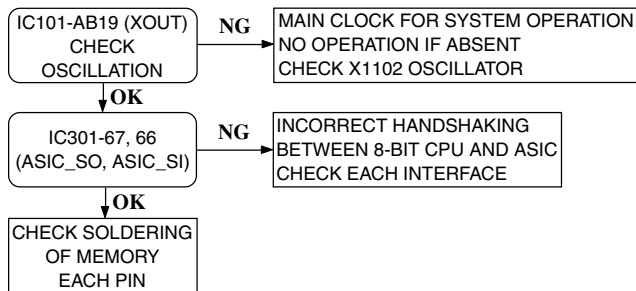 IC101-AB19 (XOUT)
CHECK
OSCILLATION
NG
MAIN CLOCK FOR SYSTEM OPERATION
NO OPERATION IF ABSENT
CHECK X1102 OSCILLATOR
OK
IC301-67, 66
(ASIC_SO, ASIC_SI)
NG
INCORRECT HANDSHAKING
BETWEEN 8-BIT CPU AND ASIC
CHECK EACH INTERFACE
OK
CHECK SOLDERING
OF MEMORY
EACH PIN